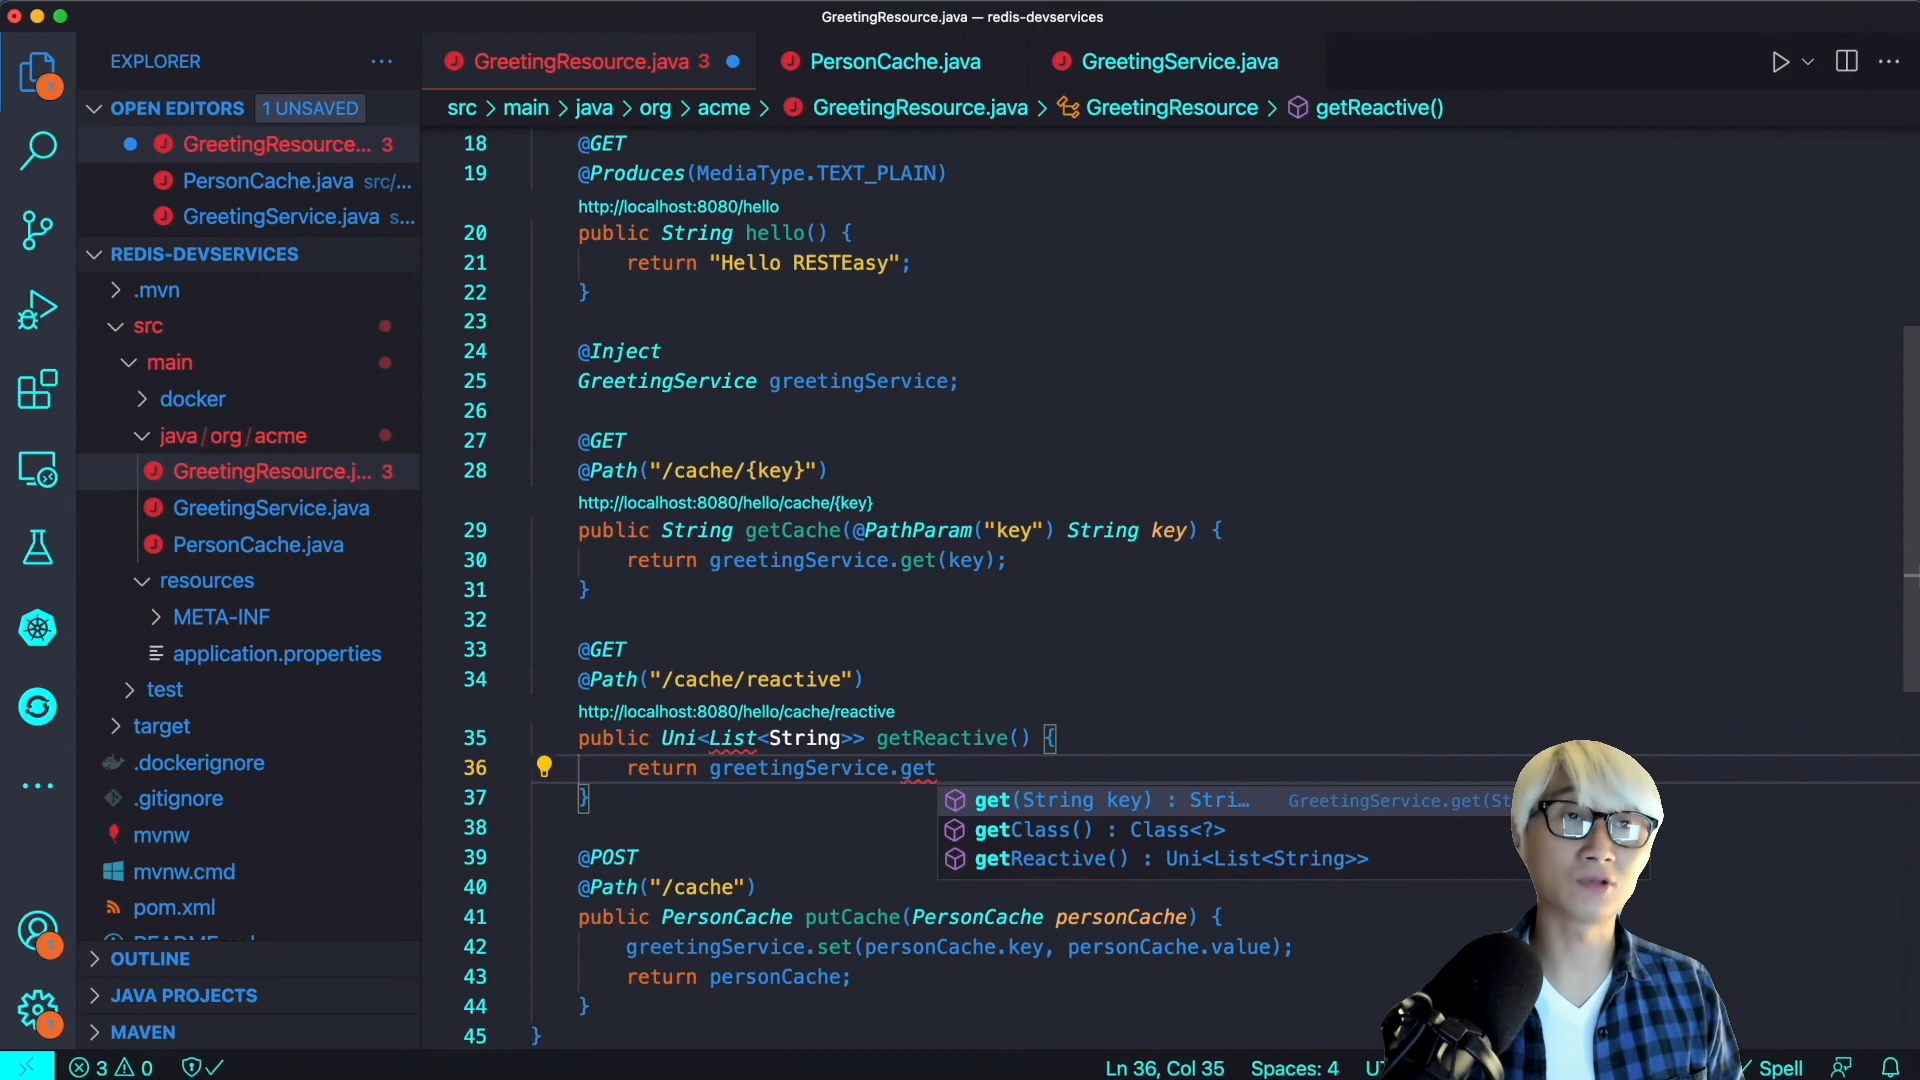 GreetingResource.java — redis-devservices
EXPLORER
GreetingResource.java 3
PersonCache.java
GreetingService.java
OPEN EDITORS 1 UNSAVED
src > main > java > org > acme > GreetingResource.java > GreetingResource > getReactive()
GreetingResource... 3
PersonCache.java src/...
GreetingService.java s...
REDIS-DEVSERVICES
.mvn
src
main
docker
java/org/acme
GreetingResource.j... 3
GreetingService.java
PersonCache.java
resources
META-INF
application.properties
test
target
.dockerignore
.gitignore
mvnw
mvnw.cmd
pom.xml
OUTLINE
JAVA PROJECTS
MAVEN
18 @GET
19 @Produces(MediaType.TEXT_PLAIN)
http://localhost:8080/hello
20 public String hello() {
21 return "Hello RESTEasy";
22 }
23
24 @Inject
25 GreetingService greetingService;
26
27 @GET
28 @Path("/cache/{key}")
http://localhost:8080/hello/cache/{key}
29 public String getCache(@PathParam("key") String key) {
30 return greetingService.get(key);
31 }
32
33 @GET
34 @Path("/cache/reactive")
http://localhost:8080/hello/cache/reactive
35 public Uni<List<String>> getReactive() {
36 return greetingService.get
37 }
get(String key) : Stri... GreetingService.get(St
getClass() : Class<?>
getReactive() : Uni<List<String>>
38
39 @POST
40 @Path("/cache")
41 public PersonCache putCache(PersonCache personCache) {
42 greetingService.set(personCache.key, personCache.value);
43 return personCache;
44 }
45 }
1
1
1
3 0
Ln 36, Col 35
Spaces: 4
Spell